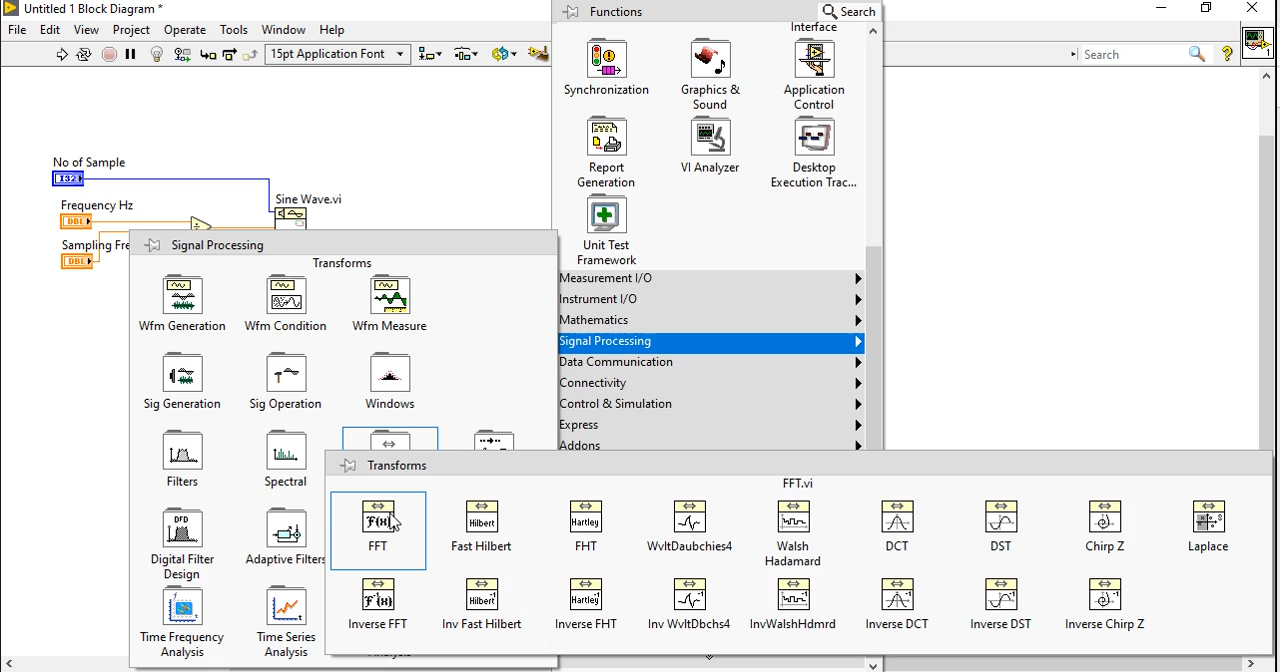 Untitled 1 Block Diagram *
File Edit View Project Operate Tools Window Help
15pt Application Font
Search
1
No of Sample
I32
Frequency Hz
DBL
Sampling Fre
DBL
Sine Wave.vi
Functions
Search
Interface
Synchronization
Graphics &
Sound
Application
Control
Report
Generation
VI Analyzer
Desktop
Execution Trac...
Unit Test
Framework
Measurement I/O
Instrument I/O
Mathematics
Signal Processing
Data Communication
Connectivity
Control & Simulation
Express
Addons
Signal Processing
Transforms
Wfm Generation
Wfm Condition
Wfm Measure
Sig Generation
Sig Operation
Windows
Filters
Spectral
DFD
Digital Filter
Design
Adaptive Filters
Time Frequency
Analysis
Time Series
Analysis
Transforms
FFT.vi
F{x}
FFT
Hilbert
Fast Hilbert
Hartley
FHT
WvltDaubchies4
Walsh
Hadamard
DCT
DST
Chirp Z
Laplace
Inverse FFT
Hilbert
Inv Fast Hilbert
Hartley
Inverse FHT
Inv WvltDbchs4
InvWalshHdmrd
Inverse DCT
Inverse DST
Inverse Chirp Z